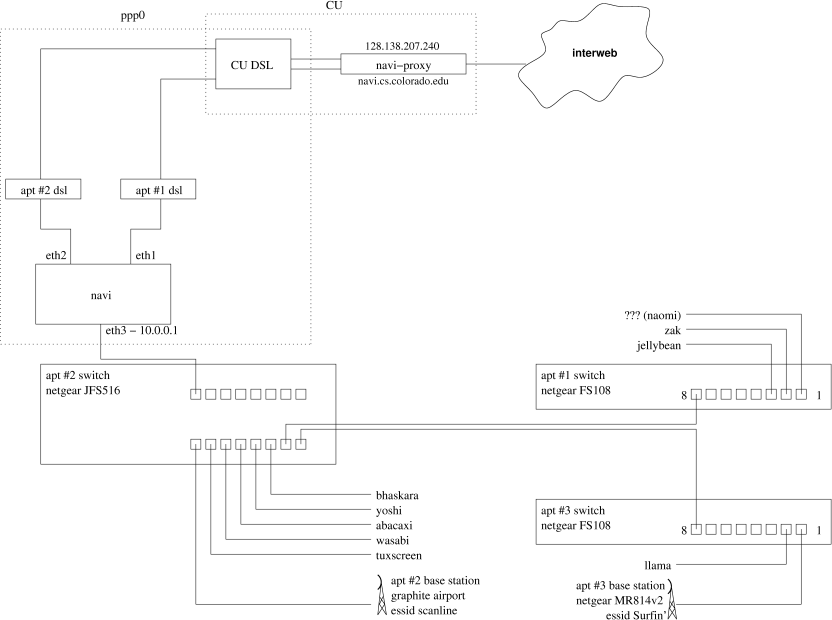 CU
ppp0
128.138.207.240
interweb
CU DSL
navi−proxy
navi.cs.colorado.edu
apt #2 dsl
apt #1 dsl
eth2
eth1
navi
eth3 − 10.0.0.1
??? (naomi)
zak
jellybean
apt #2 switch
netgear JFS516
apt #1 switch
netgear FS108
8
1
bhaskara
yoshi
abacaxi
wasabi
tuxscreen
apt #3 switch
netgear FS108
8
1
llama
apt #2 base station
graphite airport
essid scanline
apt #3 base station
netgear MR814v2
essid Surfin'